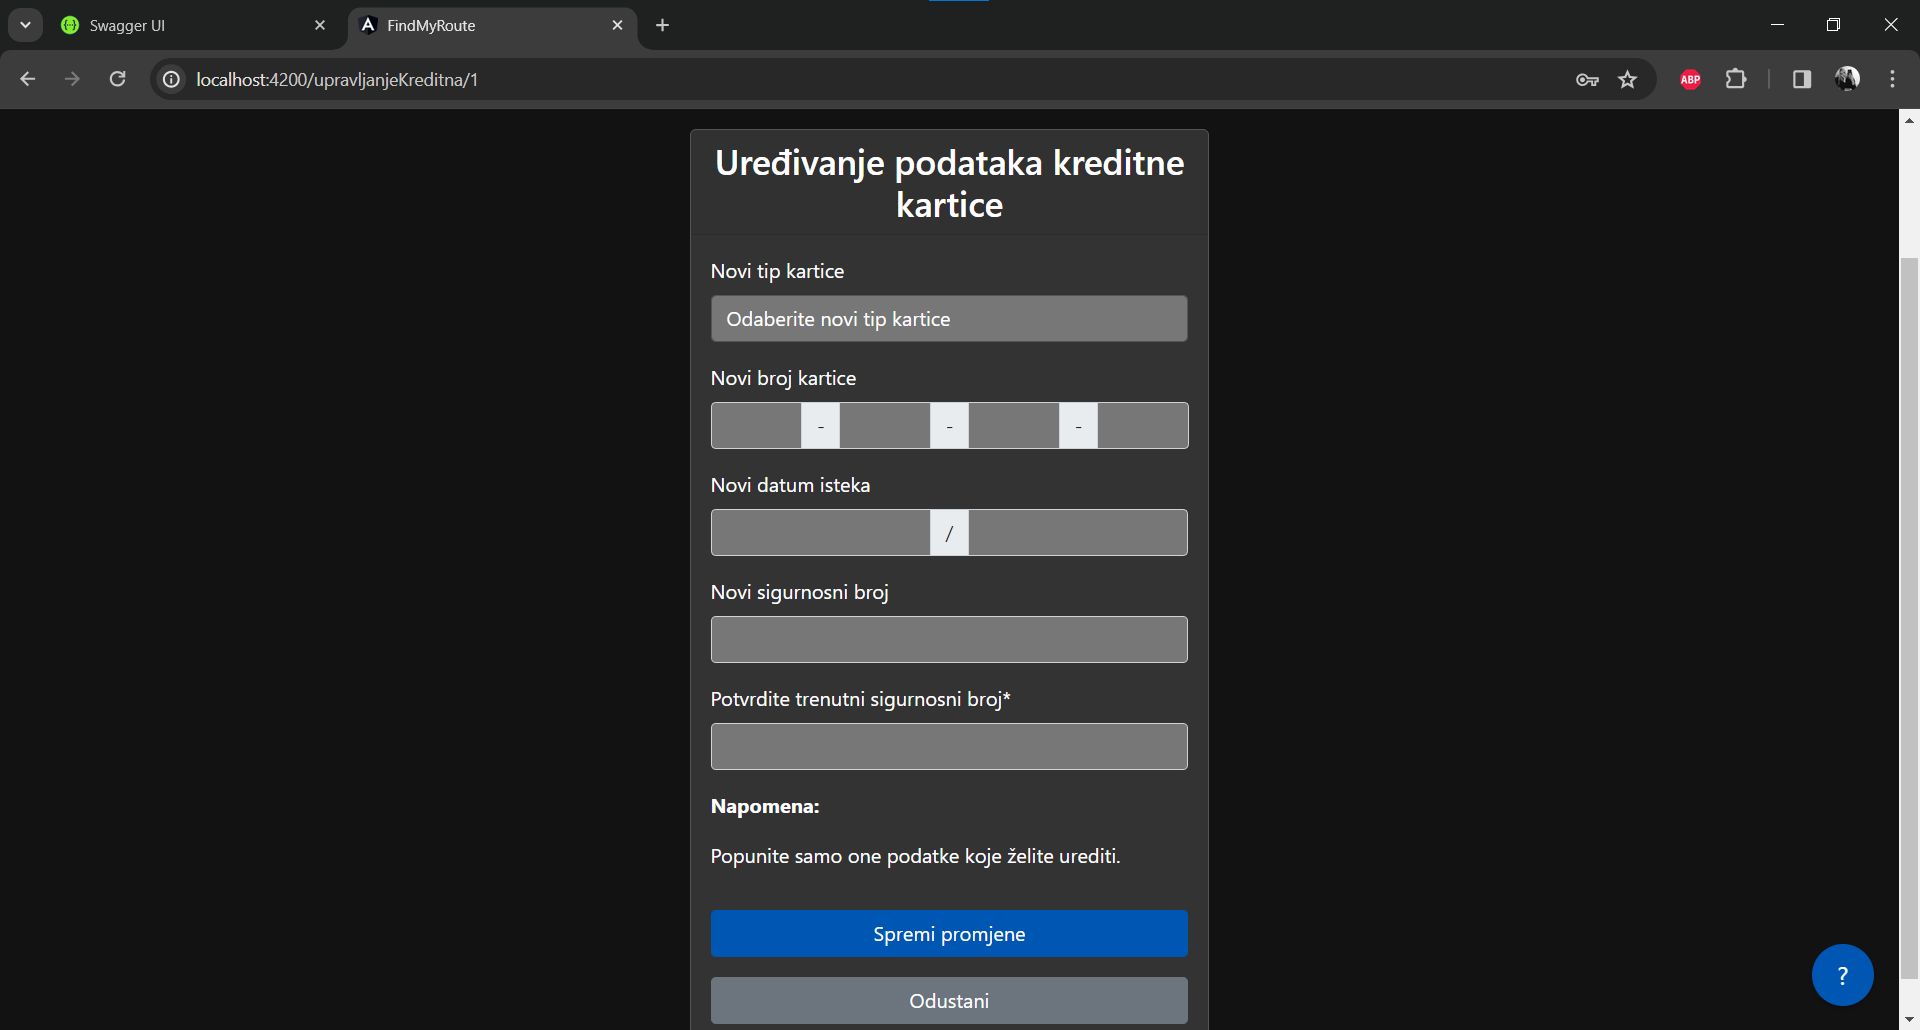 Swagger UI
FindMyRoute
localhost:4200/upravljanjeKreditna/1
ABP
Uređivanje podataka kreditne
kartice
Novi tip kartice
Odaberite novi tip kartice
Novi broj kartice
- - -
Novi datum isteka
/
Novi sigurnosni broj
Potvrdite trenutni sigurnosni broj*
Napomena:
Popunite samo one podatke koje želite urediti.
Spremi promjene
Odustani
?